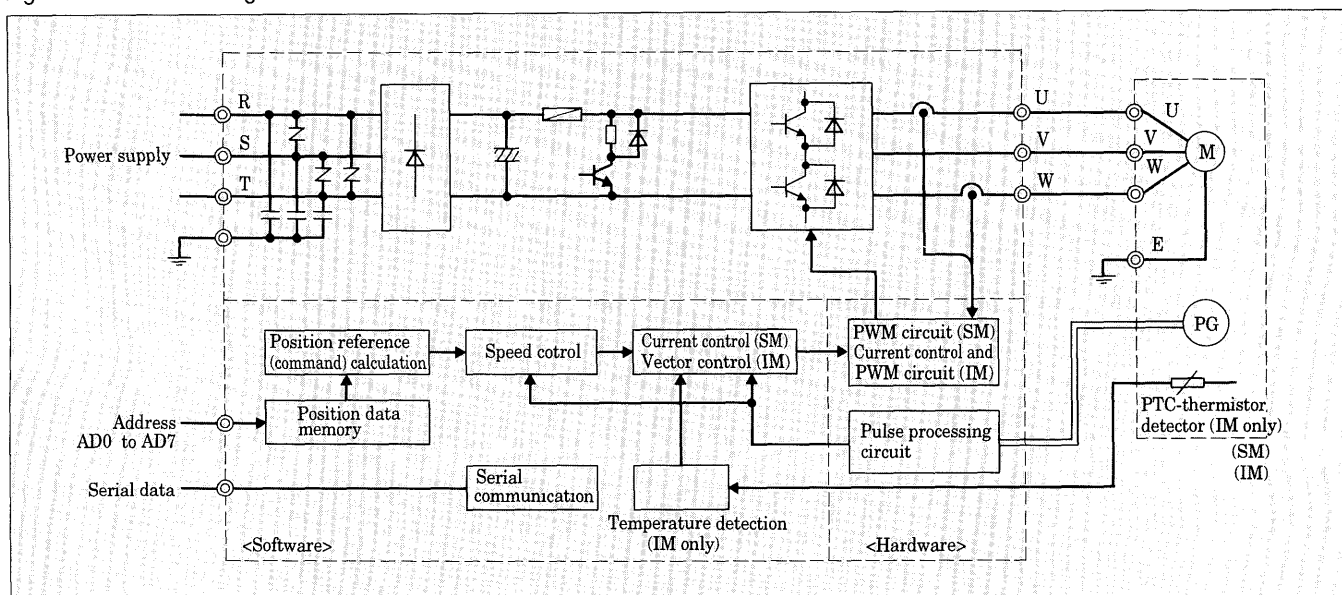 R
S
Power supply
T
U
V
W
U
V
W
M
E
PG
Position reference
(command) calculation
Speed cotrol
Current control (SM)
Vector control (IM)
PWM circuit (SM)
Current control and
PWM circuit (IM)
Position data
memory
Address
AD0 to AD7
Pulse processing
circuit
PTC-thermistor
detector (IM only)
(SM)
(IM)
Serial data
Serial
communication
Temperature detection
(IM only)
<Software>
<Hardware>